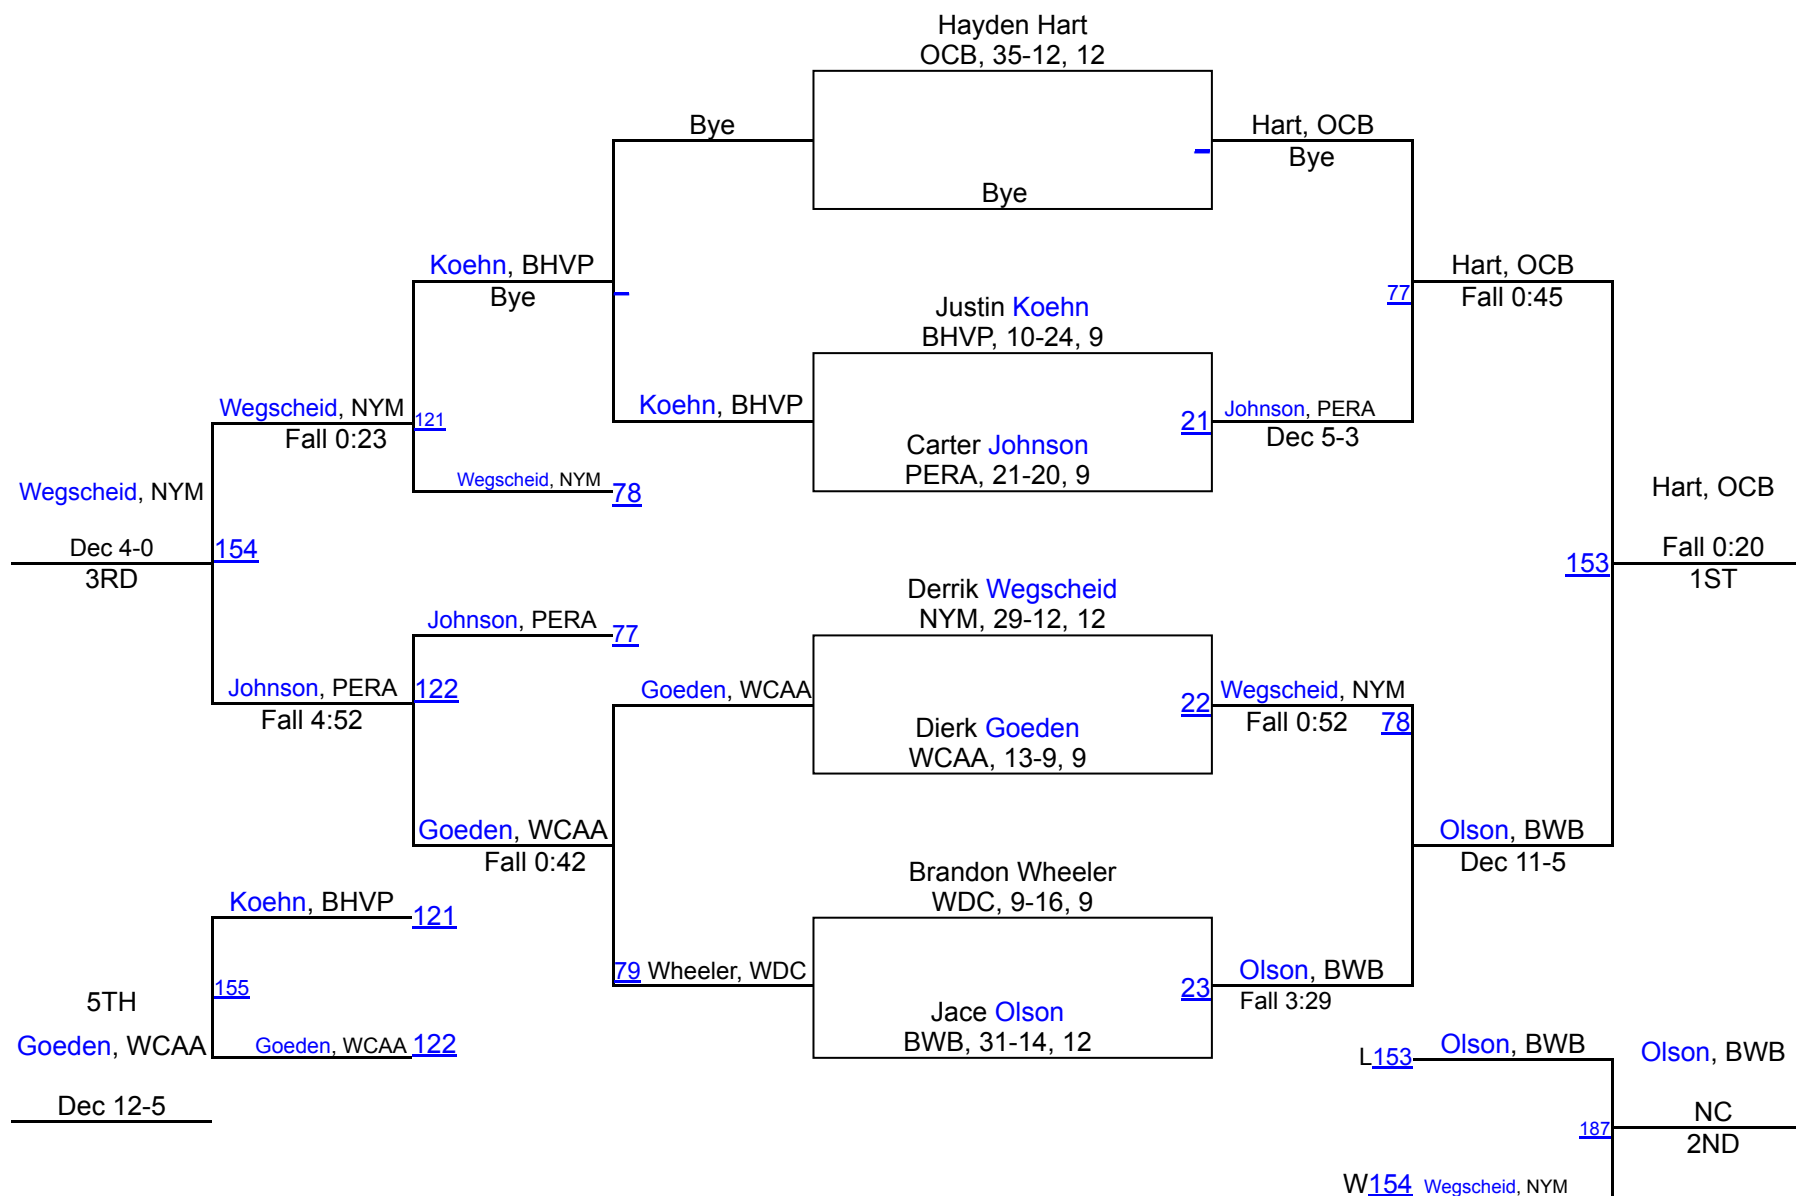 Hayden Hart
OCB, 35-12, 12
Bye
Hart, OCB
Bye
Bye
Koehn, BHVP
Bye
Hart, OCB
77
Fall 0:45
Justin Koehn
BHVP, 10-24, 9
Wegscheid, NYM
121
Fall 0:23
Koehn, BHVP
21
Johnson, PERA
Dec 5-3
Carter Johnson
PERA, 21-20, 9
Wegscheid, NYM
Wegscheid, NYM
78
Hart, OCB
Dec 4-0
154
3RD
153
Fall 0:20
1ST
Derrik Wegscheid
NYM, 29-12, 12
Johnson, PERA
77
Johnson, PERA
122
Fall 4:52
Goeden, WCAA
22
Wegscheid, NYM
Fall 0:52
78
Dierk Goeden
WCAA, 13-9, 9
Goeden, WCAA
Fall 0:42
Olson, BWB
Dec 11-5
Brandon Wheeler
WDC, 9-16, 9
Koehn, BHVP
121
79
Wheeler, WDC
23
Olson, BWB
Fall 3:29
155
5TH
Jace Olson
BWB, 31-14, 12
Goeden, WCAA
Goeden, WCAA
122
L153
Olson, BWB
Olson, BWB
Dec 12-5
187
NC
2ND
W154
Wegscheid, NYM